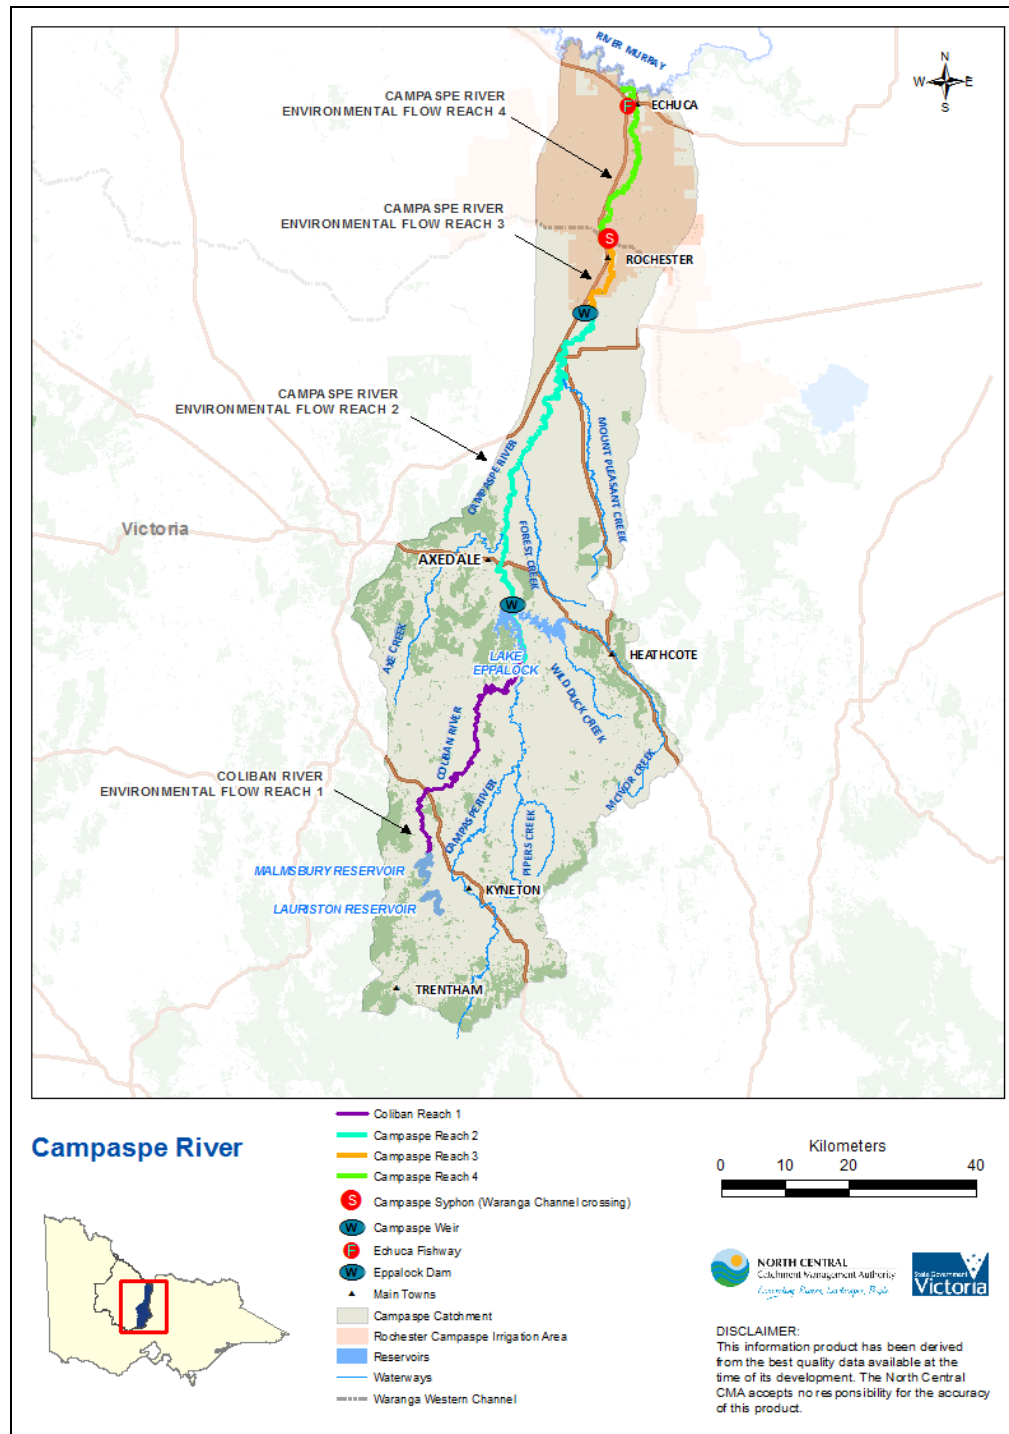 RIVER MURRAY
N
W
E
S
CAMPASPE RIVER
ENVIRONMENTAL FLOW REACH 4
F
ECHUCA
CAMPASPE RIVER
ENVIRONMENTAL FLOW REACH 3
S
ROCHESTER
W
CAMPASPE RIVER
ENVIRONMENTAL FLOW REACH 2
CAMPASPE RIVER
MOUNT PLEASANT CREEK
Victoria
FOREST CREEK
AXEDALE
W
AXE CREEK
LAKE
EPPALOCK
HEATHCOTE
WILD DUCK CREEK
COLIBAN RIVER
COLIBAN RIVER
ENVIRONMENTAL FLOW REACH 1
CAMPASPE RIVER
MCIVOR CREEK
PIPERS CREEK
MALMSBURY RESERVOIR
KYNETON
LAURISTON RESERVOIR
TRENTHAM
Campaspe River
Coliban Reach 1
Campaspe Reach 2
Campaspe Reach 3
Campaspe Reach 4
S Campaspe Syphon (Waranga Channel crossing)
W Campaspe Weir
F Echuca Fishway
W Eppalock Dam
Main Towns
Campaspe Catchment
Rochester Campaspe Irrigation Area
Reservoirs
Waterways
Waranga Western Channel
Kilometers
0 10 20 40
NORTH CENTRAL
Catchment Management Authority
Connecting Rivers, Landscapes, People
State Government
Victoria
DISCLAIMER:
This information product has been derived
from the best quality data available at the
time of its development. The North Central
CMA accepts no responsibility for the accuracy
of this product.